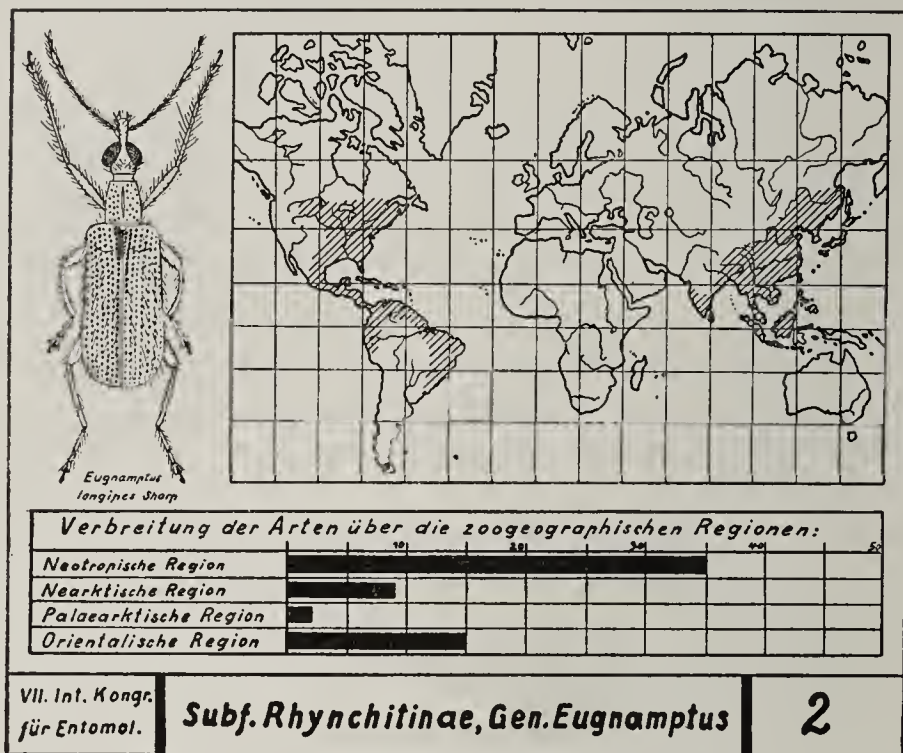 Eugnamptus
longipes Sharp
Verbreitung der Arten über die zoogeographischen Regionen:
10 20 30 40 50
Neotropische Region
Nearktische Region
Palaearktische Region
Orientalische Region
VII. Int. Kongr.
für Entomol.
Subf. Rhynchitinae, Gen. Eugnamptus
2